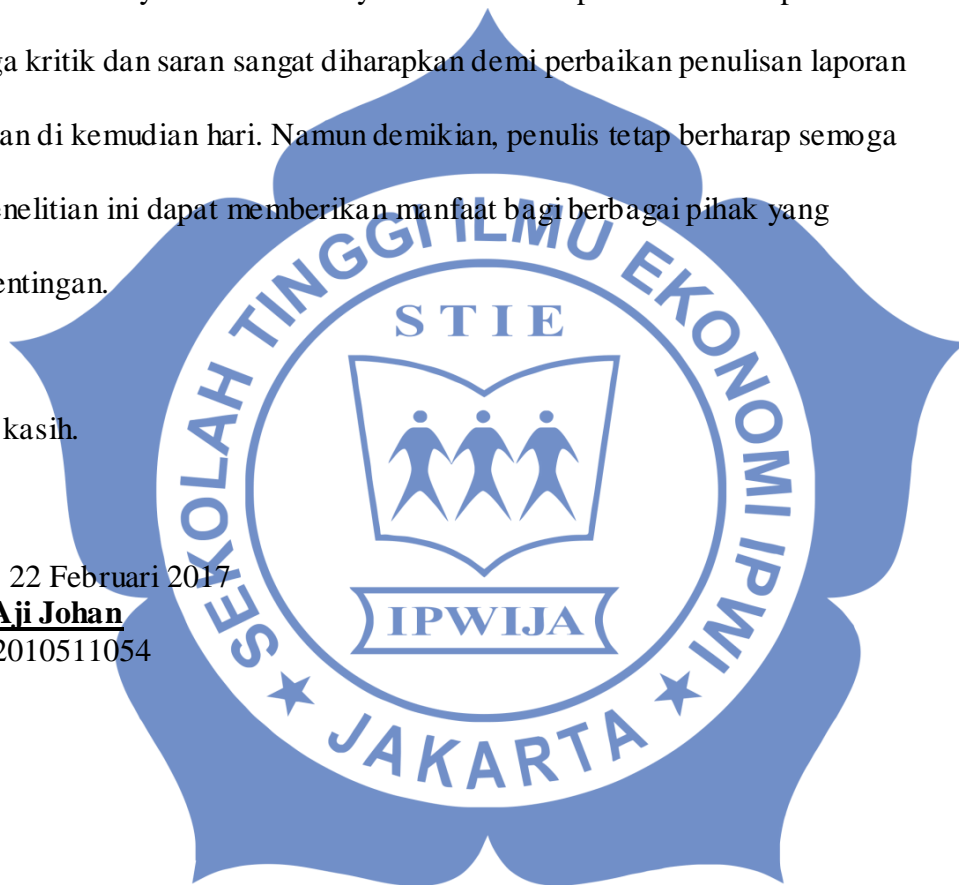 ga kritik dan saran sangat diharapkan demi perbaikan penulisan laporan
an di kemudian hari. Namun demikian, penulis tetap berharap semoga
enelitian ini dapat memberikan manfaat bagi berbagai pihak yang
entingan.
kasih.
22 Februari 2017
Aji Johan
2010511054
SEKOLAH TINGGI ILMU EKONOMI IPWI
JAKARTA
STIE
IPWIJA